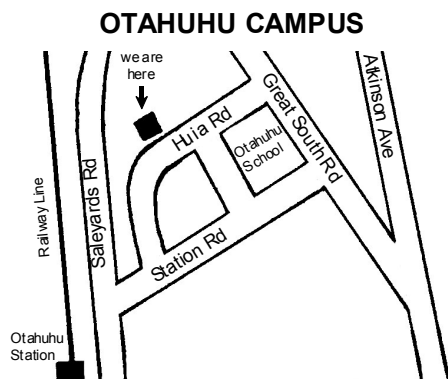 OTAHUHU CAMPUS
we are
here
Huia Rd
Great South Rd
Atkinson Ave
Otahuhu
School
Saleyards Rd
Railway Line
Station Rd
Otahuhu
Station